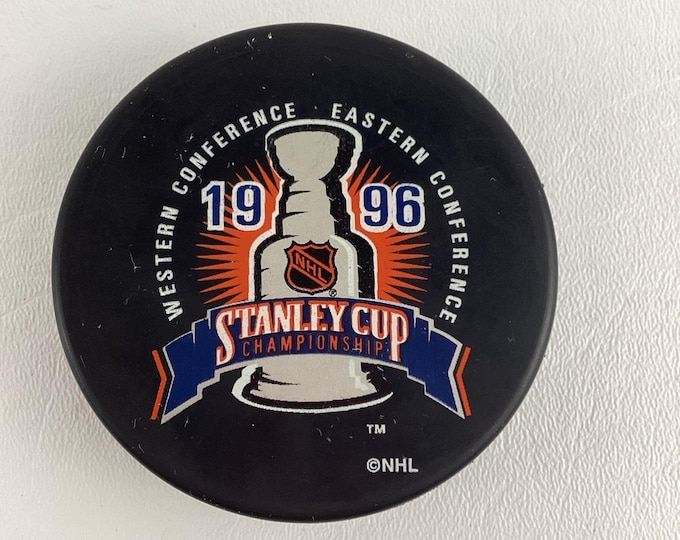 WESTERN CONFERENCE · EASTERN CONFERENCE
19 96
NHL
®
STANLEY CUP
CHAMPIONSHIP
TM
©NHL